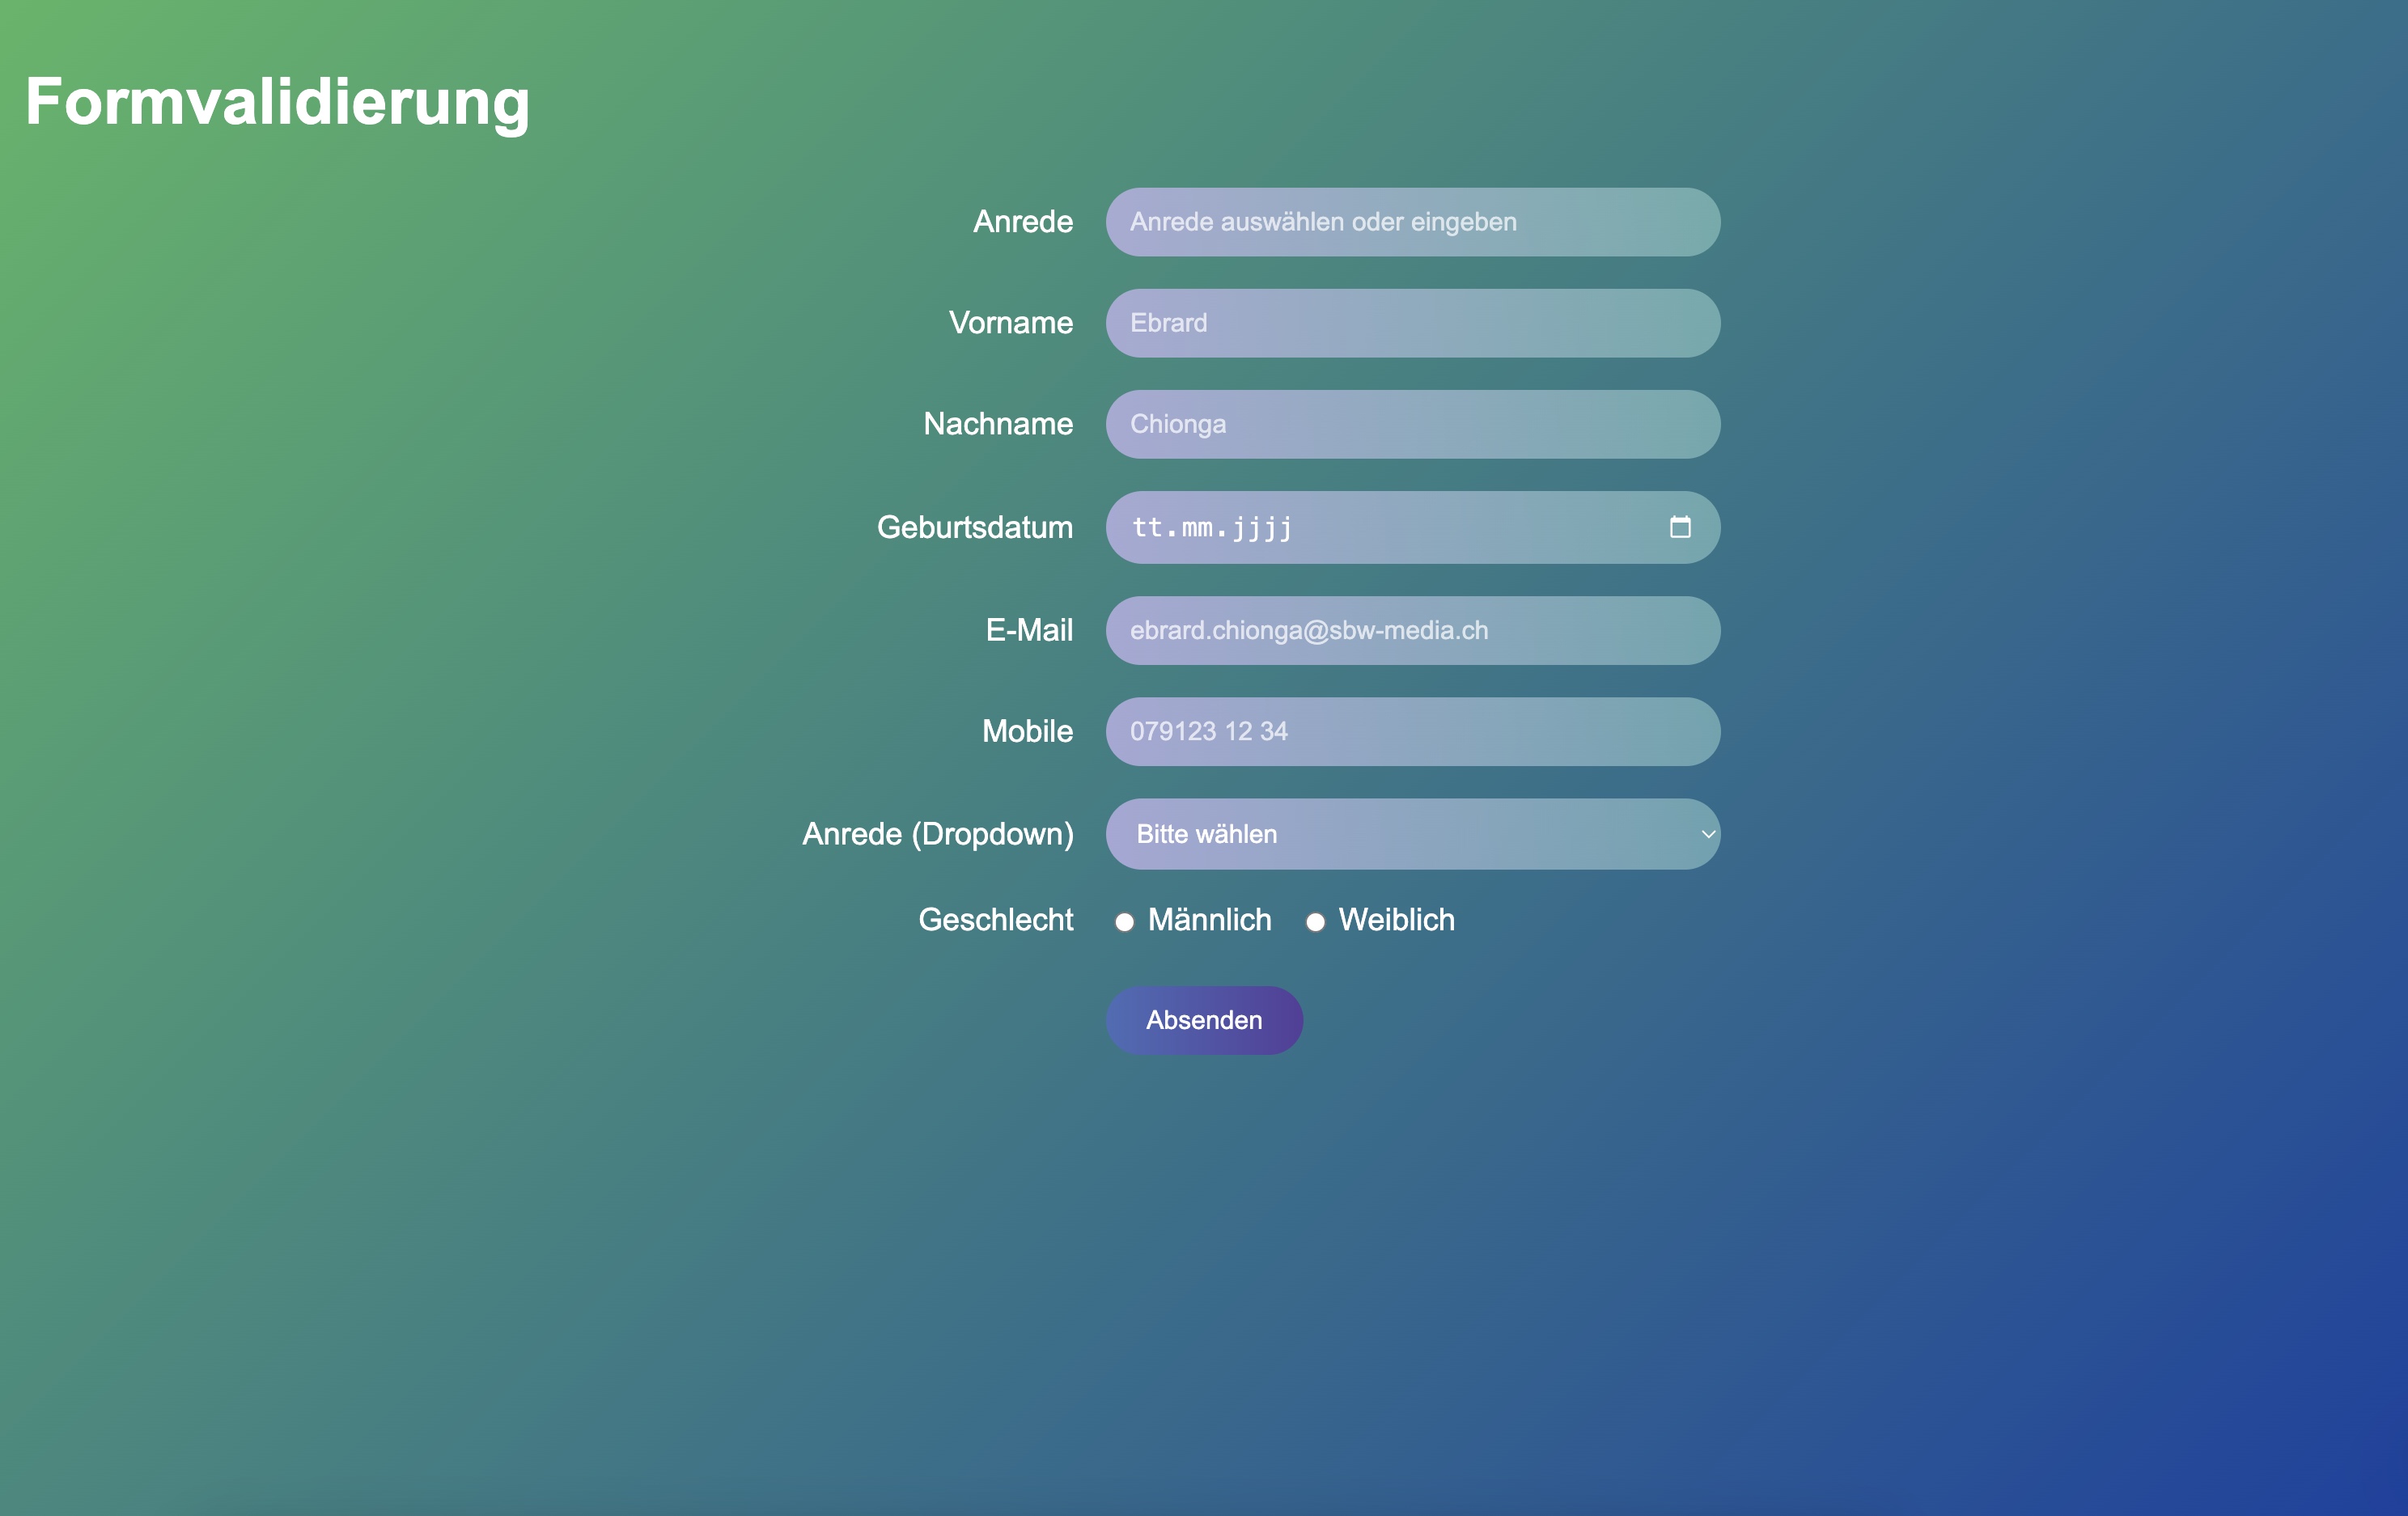 Formvalidierung
Anrede Anrede auswählen oder eingeben
Vorname Ebrard
Nachname Chionga
Geburtsdatum tt.mm.jjjj
E-Mail ebrard.chionga@sbw-media.ch
Mobile 079123 12 34
Anrede (Dropdown) Bitte wählen
Geschlecht Männlich Weiblich
Absenden